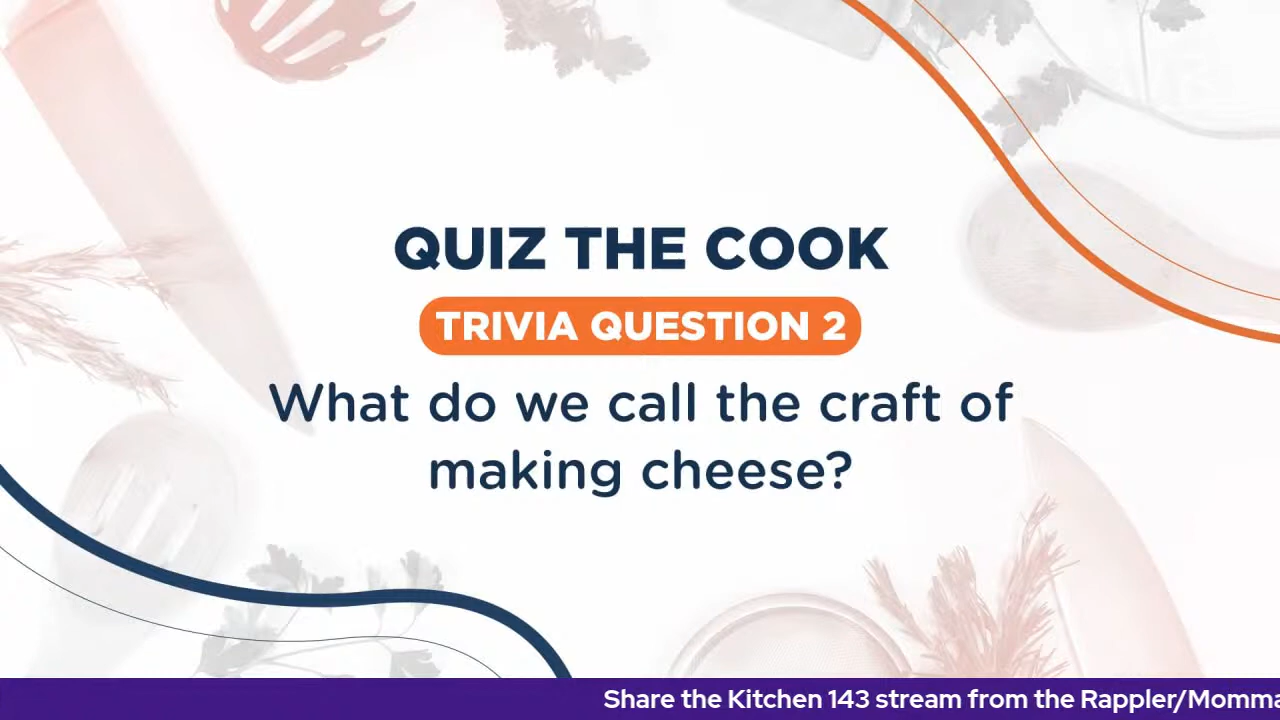 QUIZ THE COOK
TRIVIA QUESTION 2
What do we call the craft of
making cheese?
Share the Kitchen 143 stream from the Rappler/Momma